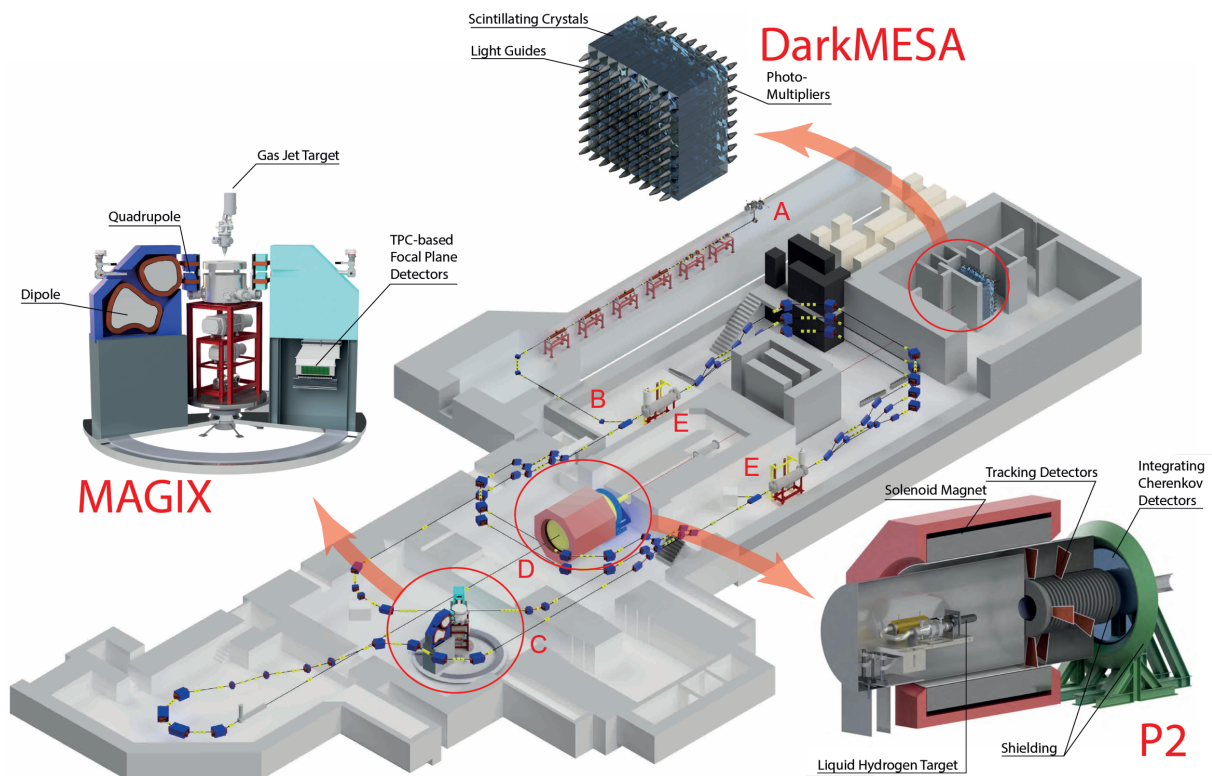 Scintillating Crystals
Light Guides
DarkMESA
Photo-
Multipliers
Gas Jet Target
Quadrupole
TPC-based
Focal Plane
Detectors
Dipole
MAGIX
A
B
E
E
D
C
Tracking Detectors
Solenoid Magnet
Integrating
Cherenkov
Detectors
Liquid Hydrogen Target
Shielding
P2